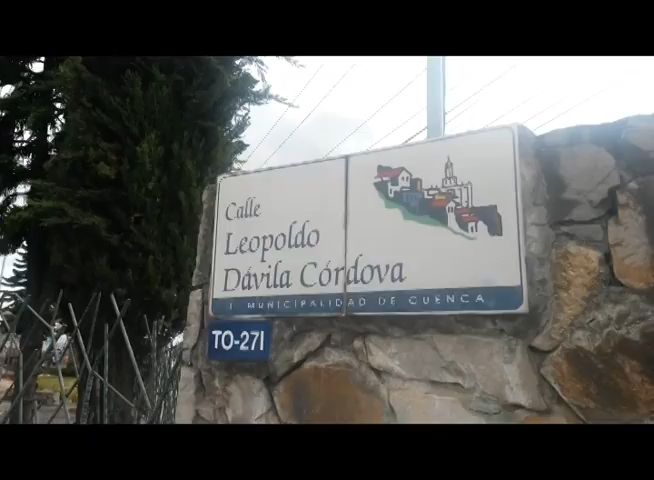 Calle
Leopoldo
Dávila Córdova
I MUNICIPALIDAD DE CUENCA
TO-271